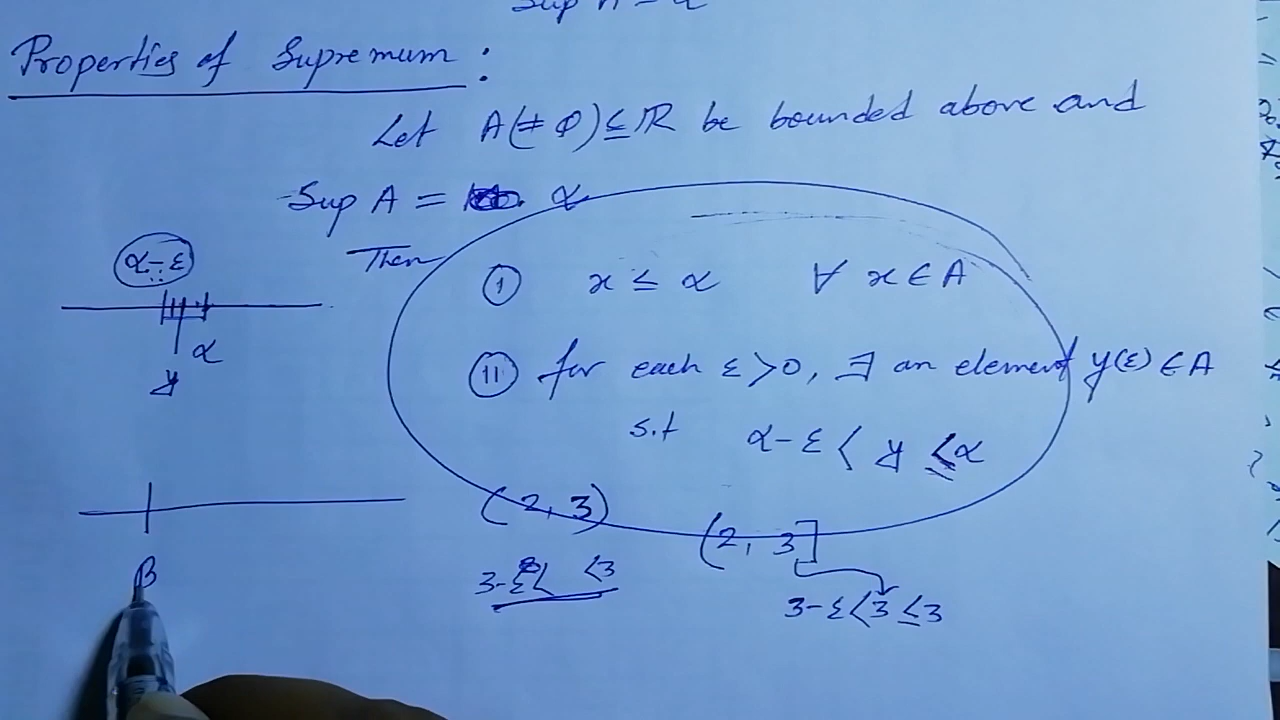 Sup A = α
Properties of Supremum :
Let A(≠ φ) ⊆ ℝ be bounded above and
Sup A = α
Then
α-ε
(I) x ≤ α ∀ x ∈ A
α
y
(II) for each ε>0, ∃ an element y(ε) ∈ A
s.t α-ε < y ≤ α
(2, 3)
(2, 3]
3-ε< <3
3-ε<3≤3
β